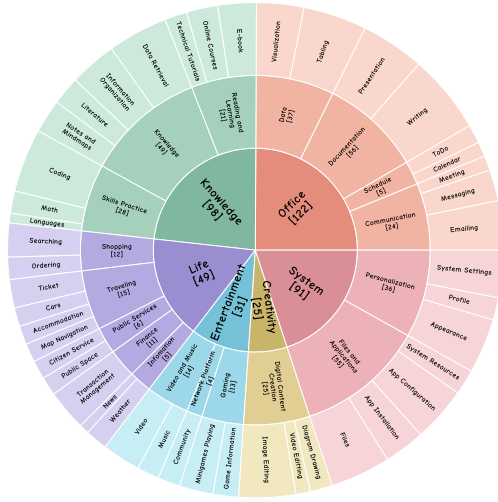 Office
[122]
Data
[37]
Visualization
Tabling
Documentation
[56]
Presentation
Writing
Schedule
[5]
ToDo
Calendar
Communication
[24]
Meeting
Messaging
Emailing
System
[91]
Personalization
[36]
System Settings
Profile
Appearance
Files and
Applications
[55]
System Resources
App Configuration
App Installation
Files
Creativity
[25]
Digital Content
Creation
[25]
Diagram Drawing
Video Editting
Image Editing
Entertainment
[31]
Gaming
[13]
Game Information
Minigames Playing
Network Platform
[4]
Community
Video and Music
[14]
Music
Video
Life
[49]
Infomation
[5]
Weather
News
Finance
[11]
Transaction
Management
Public Services
[6]
Public Space
Citizen Service
Traveling
[15]
Map Navigation
Accommodation
Cars
Ticket
Shopping
[12]
Ordering
Searching
Knowledge
[98]
Skills Practice
[28]
Languages
Math
Coding
Knowledge
[49]
Notes and
Mindmaps
Literature
Information
Organization
Data Retrieval
Reading and
Learning
[21]
Technical Tutorials
Online Courses
E-book